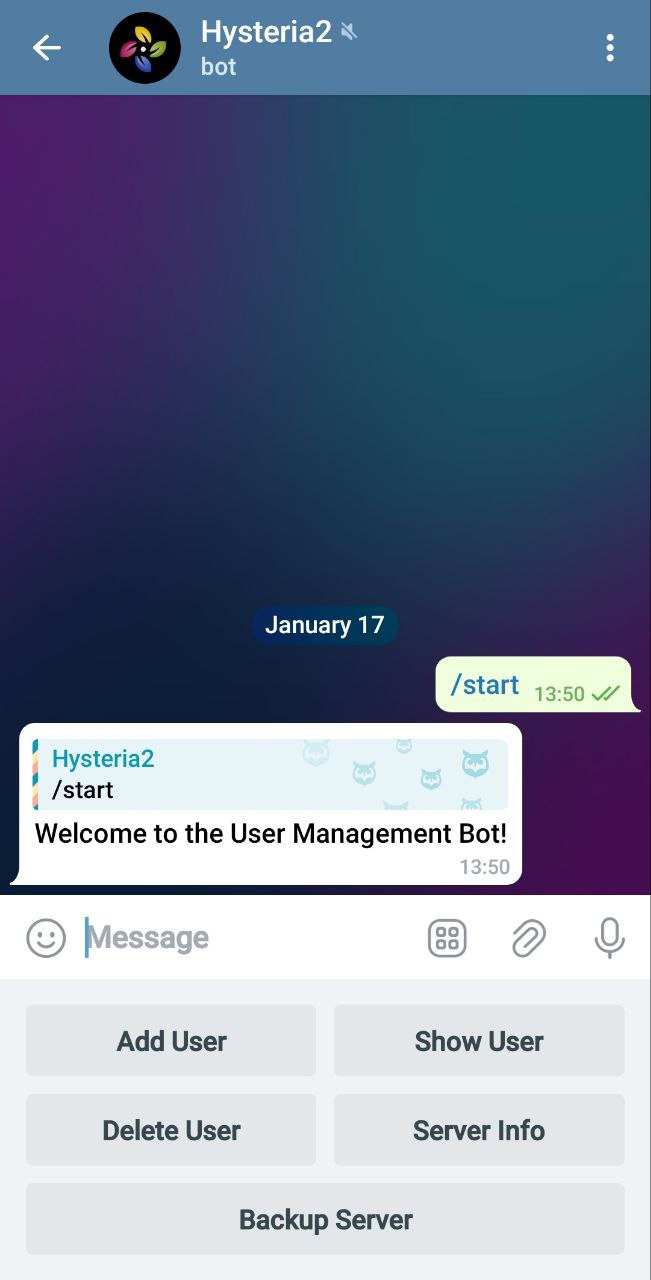 Hysteria2
bot
January 17
/start 13:50
Hysteria2
/start
Welcome to the User Management Bot!
13:50
Message
Add User
Show User
Delete User
Server Info
Backup Server